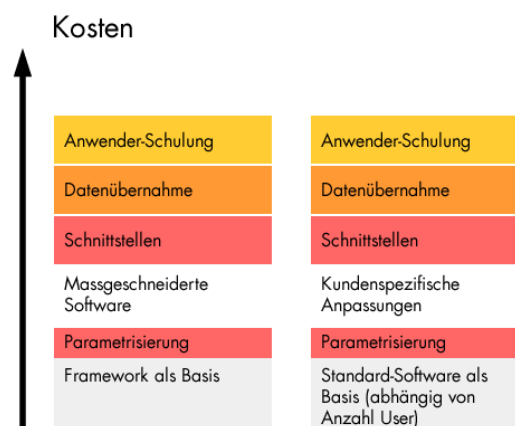 Kosten
Anwender-Schulung
Datenübernahme
Schnittstellen
Massgeschneiderte
Software
Parametrisierung
Framework als Basis
Anwender-Schulung
Datenübernahme
Schnittstellen
Kundenspezifische
Anpassungen
Parametrisierung
Standard-Software als
Basis (abhängig von
Anzahl User)